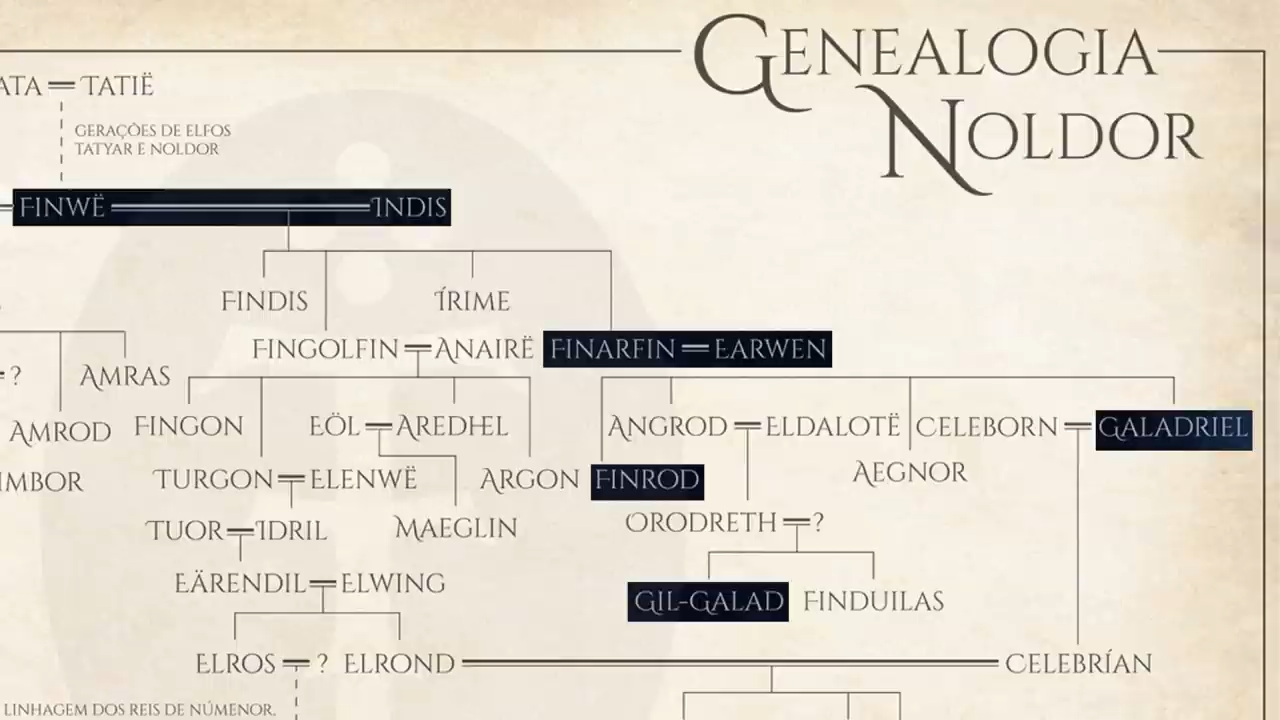 GENEALOGIA
NOLDOR
ATA = TATIË
GERAÇÕES DE ELFOS
TATYAR E NOLDOR
FINWË = INDIS
FINDIS ÍRIME
FINGOLFIN = ANAIRË FINARFIN = EARWEN
? AMRAS
AMROD FINGON EÖL = AREDHEL ANGROD = ELDALOTË CELEBORN = GALADRIEL
IMBOR TURGON = ELENWË ARGON FINROD AEGNOR
TUOR = IDRIL MAEGLIN ORODRETH = ?
EÄRENDIL = ELWING GIL-GALAD FINDUILAS
ELROS = ? ELROND = CELEBRÍAN
LINHAGEM DOS REIS DE NÚMENOR,